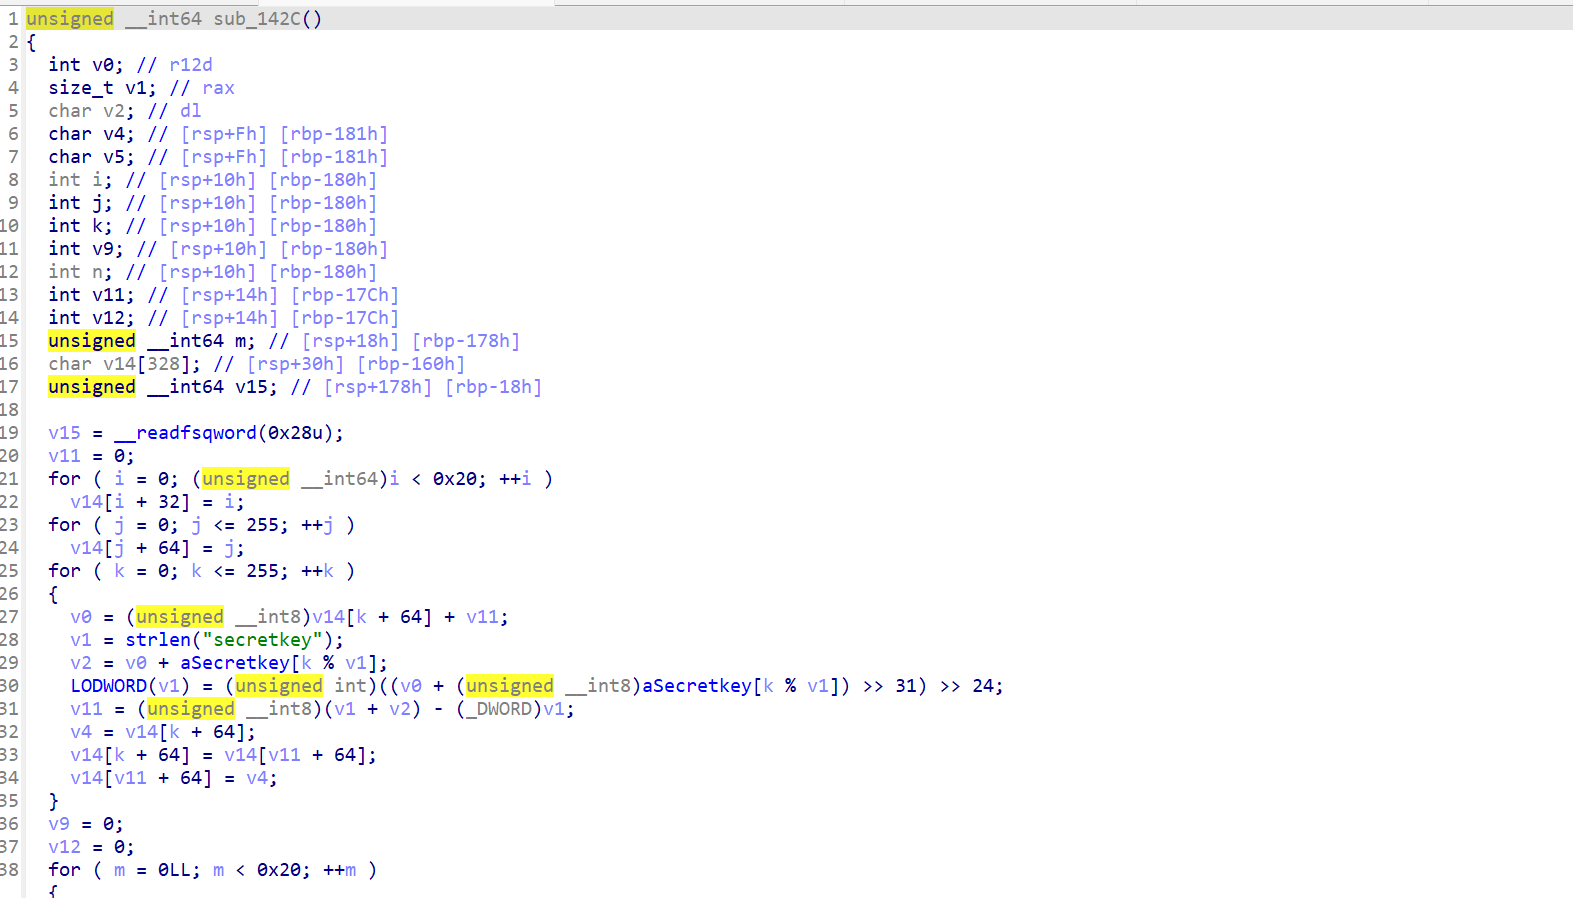 1 unsigned __int64 sub_142C()
2 {
3 int v0; // r12d
4 size_t v1; // rax
5 char v2; // dl
6 char v4; // [rsp+Fh] [rbp-181h]
7 char v5; // [rsp+Fh] [rbp-181h]
8 int i; // [rsp+10h] [rbp-180h]
9 int j; // [rsp+10h] [rbp-180h]
10 int k; // [rsp+10h] [rbp-180h]
11 int v9; // [rsp+10h] [rbp-180h]
12 int n; // [rsp+10h] [rbp-180h]
13 int v11; // [rsp+14h] [rbp-17Ch]
14 int v12; // [rsp+14h] [rbp-17Ch]
15 unsigned __int64 m; // [rsp+18h] [rbp-178h]
16 char v14[328]; // [rsp+30h] [rbp-160h]
17 unsigned __int64 v15; // [rsp+178h] [rbp-18h]
18
19 v15 = __readfsqword(0x28u);
20 v11 = 0;
21 for ( i = 0; (unsigned __int64)i < 0x20; ++i )
22 v14[i + 32] = i;
23 for ( j = 0; j <= 255; ++j )
24 v14[j + 64] = j;
25 for ( k = 0; k <= 255; ++k )
26 {
27 v0 = (unsigned __int8)v14[k + 64] + v11;
28 v1 = strlen("secretkey");
29 v2 = v0 + aSecretkey[k % v1];
30 LODWORD(v1) = (unsigned int)((v0 + (unsigned __int8)aSecretkey[k % v1]) >> 31) >> 24;
31 v11 = (unsigned __int8)(v1 + v2) - (_DWORD)v1;
32 v4 = v14[k + 64];
33 v14[k + 64] = v14[v11 + 64];
34 v14[v11 + 64] = v4;
35 }
36 v9 = 0;
37 v12 = 0;
38 for ( m = 0LL; m < 0x20; ++m )
{